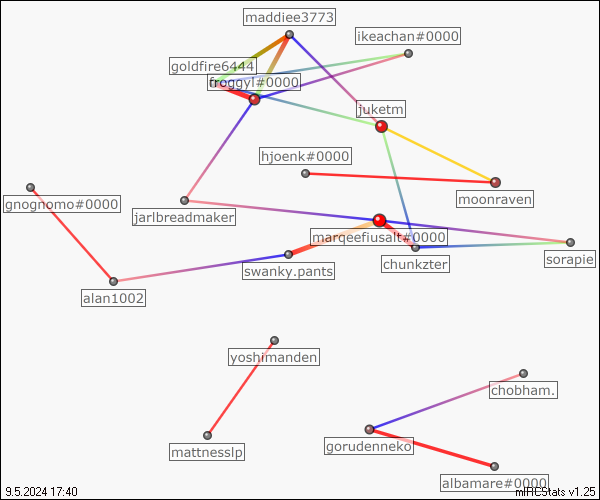 maddiee3773
ikeachan#0000
goldfire6444
froggyl#0000
juketm
hjoenk#0000
moonraven
gnognomo#0000
jarlbreadmaker
marqeefiusalt#0000
sorapie
chunkzter
swanky.pants
alan1002
yoshimanden
chobham.
mattnesslp
gorudenneko
albamare#0000
9.5.2024 17:40
mIRCStats v1.25